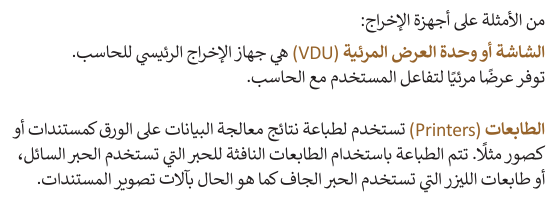 من الأمثلة على أجهزة الإخراج:
الشاشة أو وحدة العرض المرئية (VDU) هي جهاز الإخراج الرئيسي للحاسب.
توفر عرضًا مرئيًا لتفاعل المستخدم مع الحاسب.
الطابعات (Printers) تستخدم لطباعة نتائج معالجة البيانات على الورق كمستندات أو
كصور مثلًا. تتم الطباعة باستخدام الطابعات النافثة للحبر التي تستخدم الحبر السائل،
أو طابعات الليزر التي تستخدم الحبر الجاف كما هو الحال بآلات تصوير المستندات.